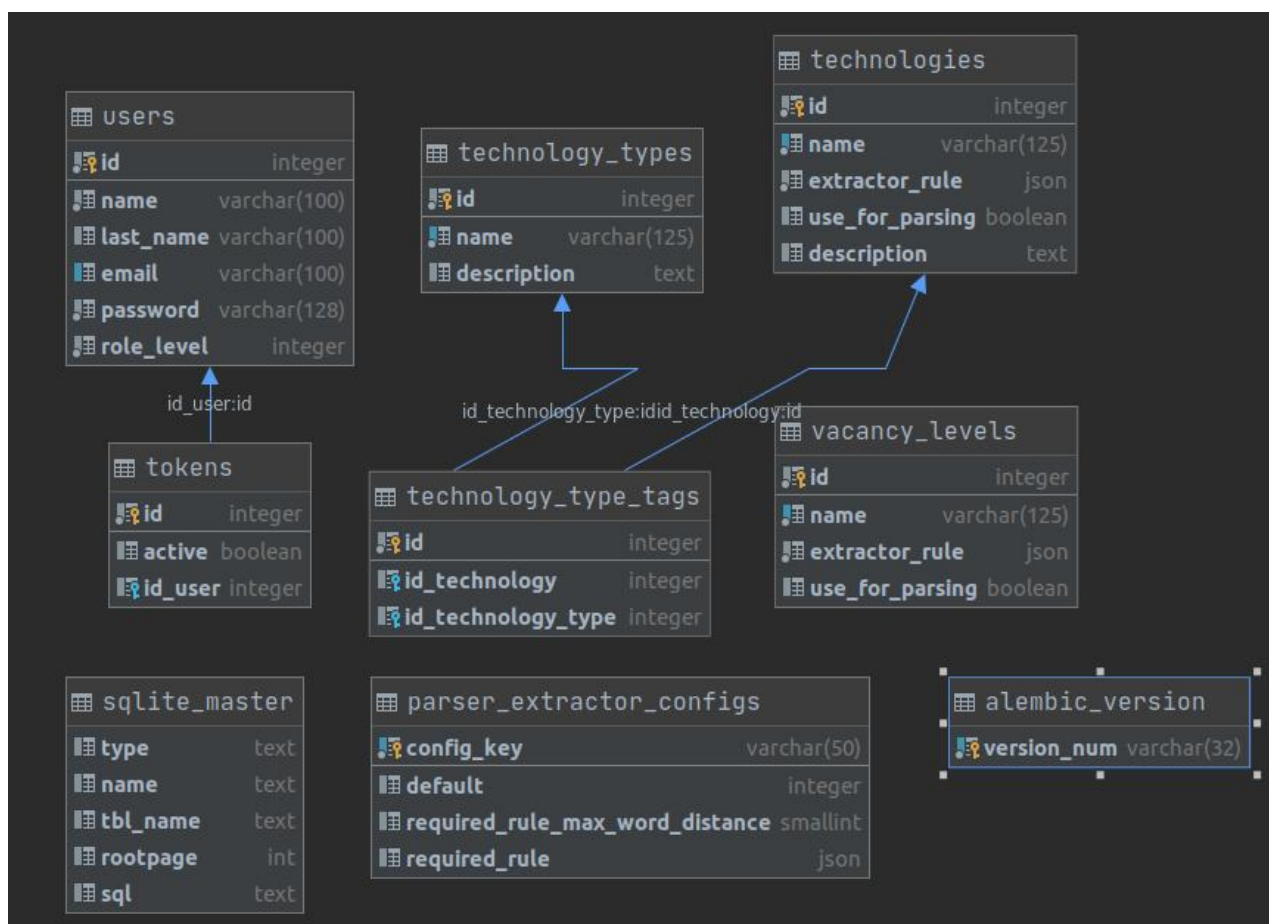 users
id integer
name varchar(100)
last_name varchar(100)
email varchar(100)
password varchar(128)
role_level integer
technology_types
id integer
name varchar(125)
description text
technologies
id integer
name varchar(125)
extractor_rule json
use_for_parsing boolean
description text
id_user:id
id_technology_type:idid_technology:id
tokens
id integer
active boolean
id_user integer
technology_type_tags
id integer
id_technology integer
id_technology_type integer
vacancy_levels
id integer
name varchar(125)
extractor_rule json
use_for_parsing boolean
sqlite_master
type text
name text
tbl_name text
rootpage int
sql text
parser_extractor_configs
config_key varchar(50)
default integer
required_rule_max_word_distance smallint
required_rule json
alembic_version
version_num varchar(32)